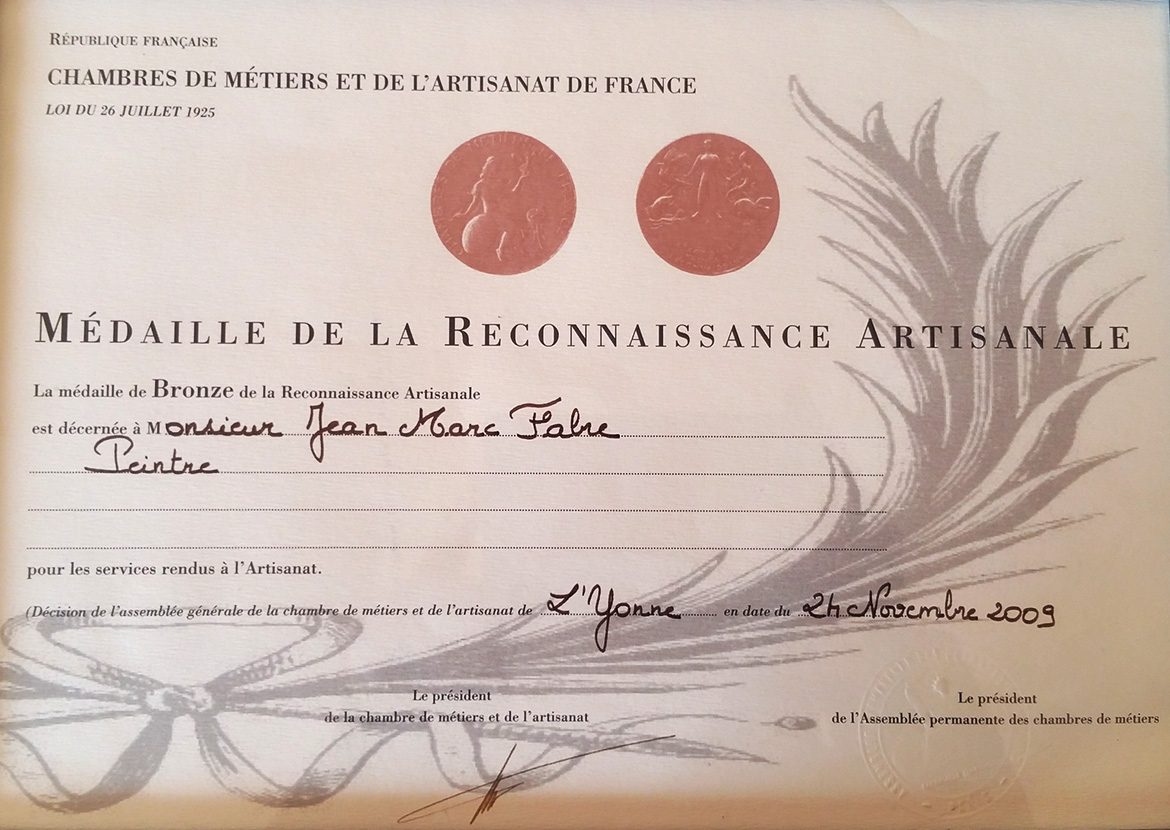 RÉPUBLIQUE FRANÇAISE
CHAMBRES DE MÉTIERS ET DE L'ARTISANAT DE FRANCE
LOI DU 26 JUILLET 1925
MÉDAILLE DE LA RECONNAISSANCE ARTISANALE
La médaille de Bronze de la Reconnaissance Artisanale
est décernée à Monsieur Jean Marc Fabre
Peintre
pour les services rendus à l'Artisanat.
(Décision de l'assemblée générale de la chambre de métiers et de l'artisanat de L'Yonne en date du 24 Novembre 2009
Le président
de la chambre de métiers et de l'artisanat
Le président
de l'Assemblée permanente des chambres de métiers